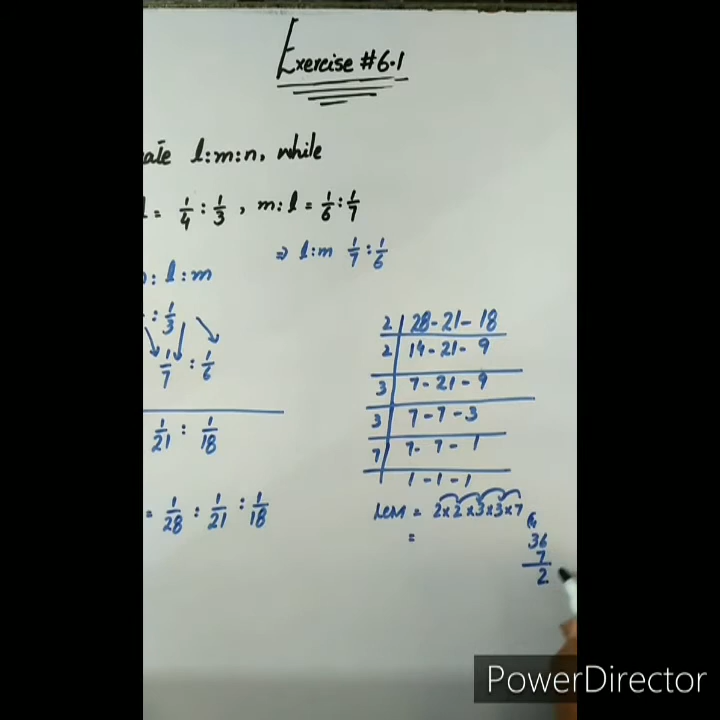 Exercise #6.1
ate l:m:n, while
l = 1/4 : 1/3 , m:l = 1/6 : 1/7
⇒ l:m 1/7 : 1/6
: l : m
: 1/3
1/7 : 1/6
1/21 : 1/18
= 1/28 : 1/21 : 1/18
2 | 28 - 21 - 18
2 | 14 - 21 - 9
3 | 7 - 21 - 9
3 | 7 - 7 - 3
7 | 7 - 7 - 1
1 - 1 - 1
LCM = 2×2×3×3×7
=
4
36
7
2
PowerDirector